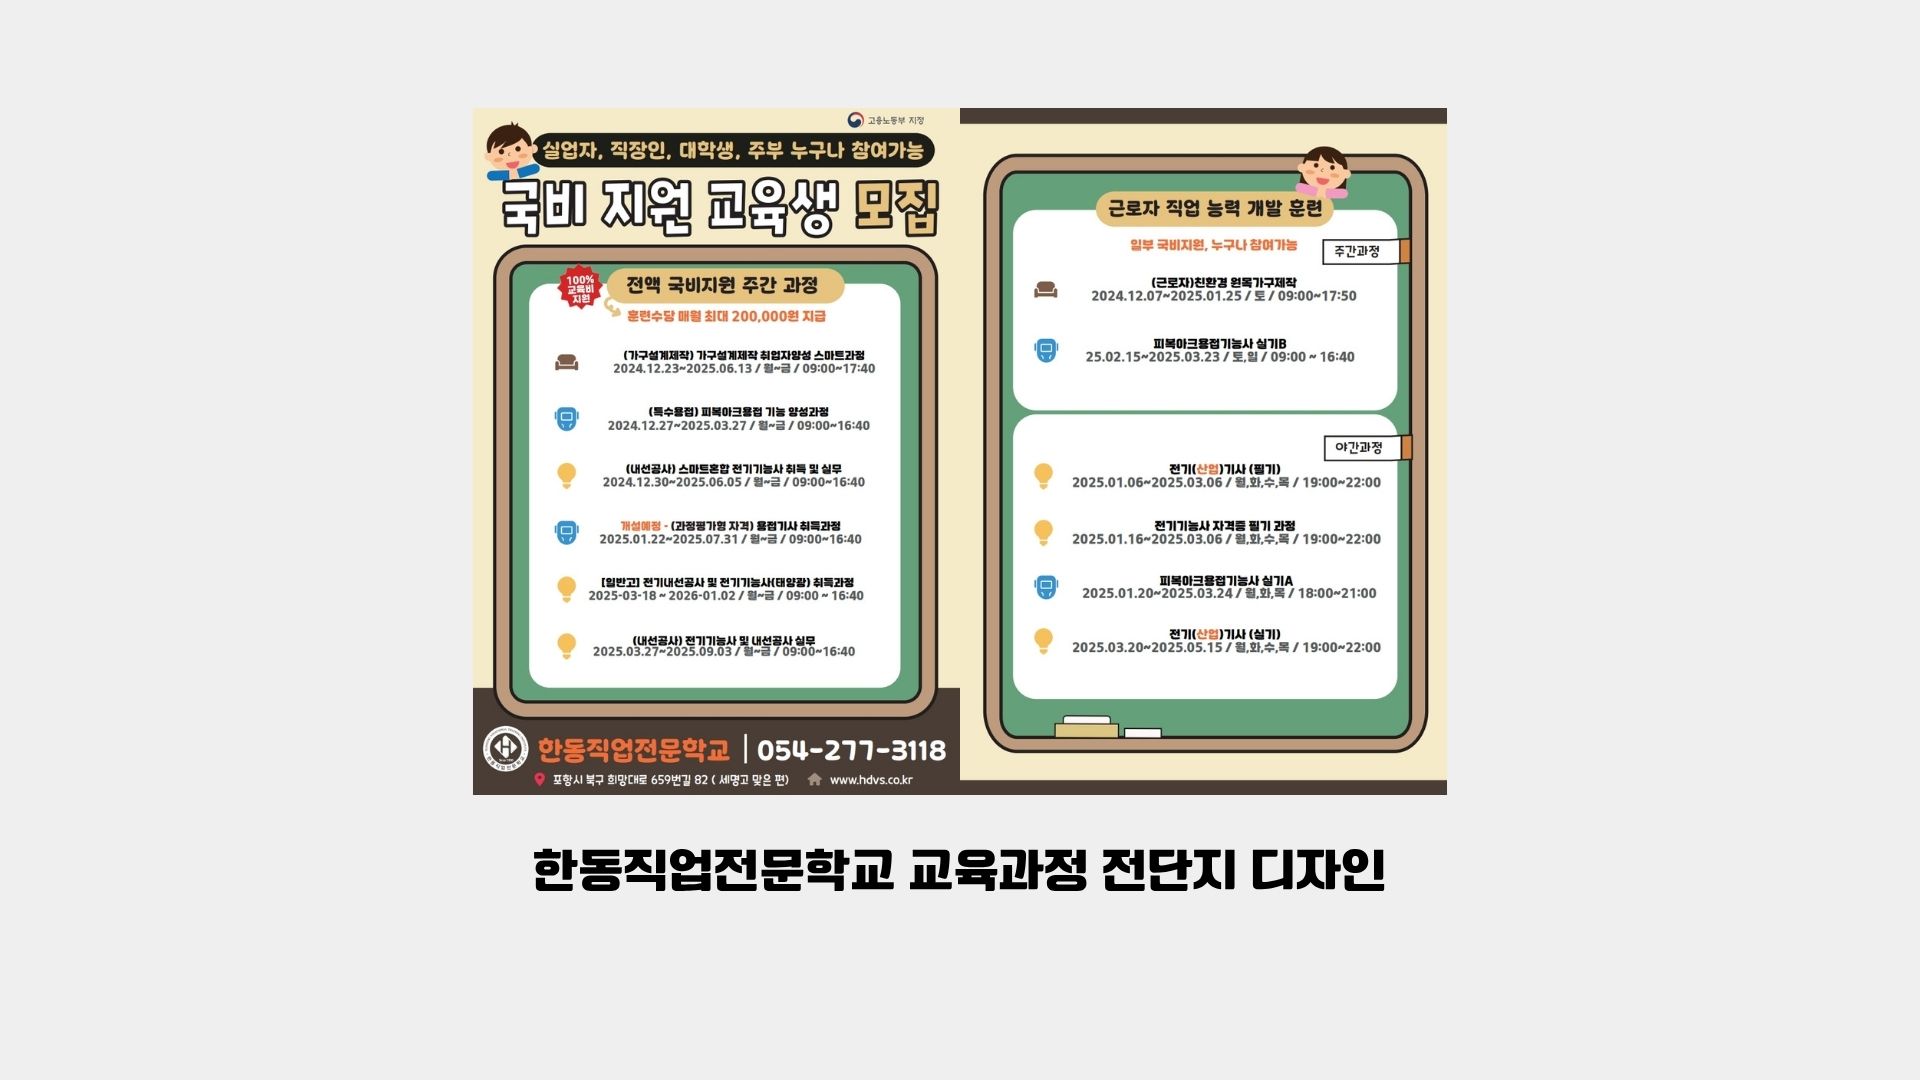 고용노동부 지정
실업자, 직장인, 대학생, 주부 누구나 참여가능
국비 지원 교육생 모집
100%
교육비
지원
전액 국비지원 주간 과정
훈련수당 매월 최대 200,000원 지급
(가구설계제작) 가구설계제작 취업자양성 스마트과정
2024.12.23~2025.06.13 / 월~금 / 09:00~17:40
(특수용접) 피복아크용접 기능 양성과정
2024.12.27~2025.03.27 / 월~금 / 09:00~16:40
(내선공사) 스마트혼합 전기기능사 취득 및 실무
2024.12.30~2025.06.05 / 월~금 / 09:00~16:40
개설예정 - (과정평가형 자격) 용접기사 취득과정
2025.01.22~2025.07.31 / 월~금 / 09:00~16:40
[일반고] 전기내선공사 및 전기기능사(태양광) 취득과정
2025-03-18 ~ 2026-01.02 / 월~금 / 09:00 ~ 16:40
(내선공사) 전기기능사 및 내선공사 실무
2025.03.27~2025.09.03 / 월~금 / 09:00~16:40
한동직업전문학교 | 054-277-3118
포항시 북구 희망대로 659번길 82 ( 세명고 맞은 편)
www.hdvs.co.kr
근로자 직업 능력 개발 훈련
일부 국비지원, 누구나 참여가능
주간과정
(근로자)친환경 원목가구제작
2024.12.07~2025.01.25 / 토 / 09:00~17:50
피복아크용접기능사 실기B
25.02.15~2025.03.23 / 토,일 / 09:00 ~ 16:40
야간과정
전기(산업)기사 (필기)
2025.01.06~2025.03.06 / 월,화,수,목 / 19:00~22:00
전기기능사 자격증 필기 과정
2025.01.16~2025.03.06 / 월,화,수,목 / 19:00~22:00
피복아크용접기능사 실기A
2025.01.20~2025.03.24 / 월,화,목 / 18:00~21:00
전기(산업)기사 (실기)
2025.03.20~2025.05.15 / 월,화,수,목 / 19:00~22:00
한동직업전문학교 교육과정 전단지 디자인